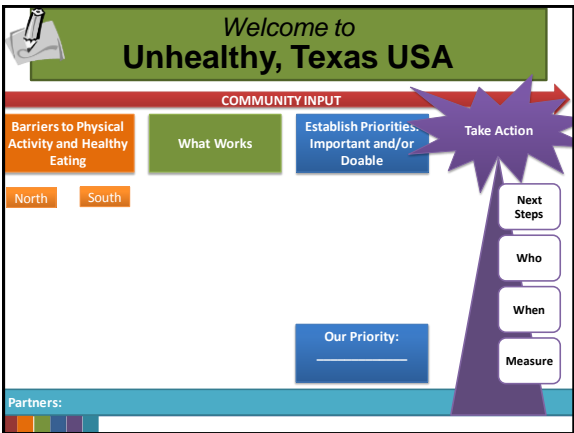 Welcome to
Unhealthy, Texas USA
COMMUNITY INPUT
Barriers to Physical
Activity and Healthy
Eating
What Works
Establish Priorities:
Important and/or
Doable
Take Action
North
South
Next
Steps
Who
When
Our Priority:
Measure
Partners: